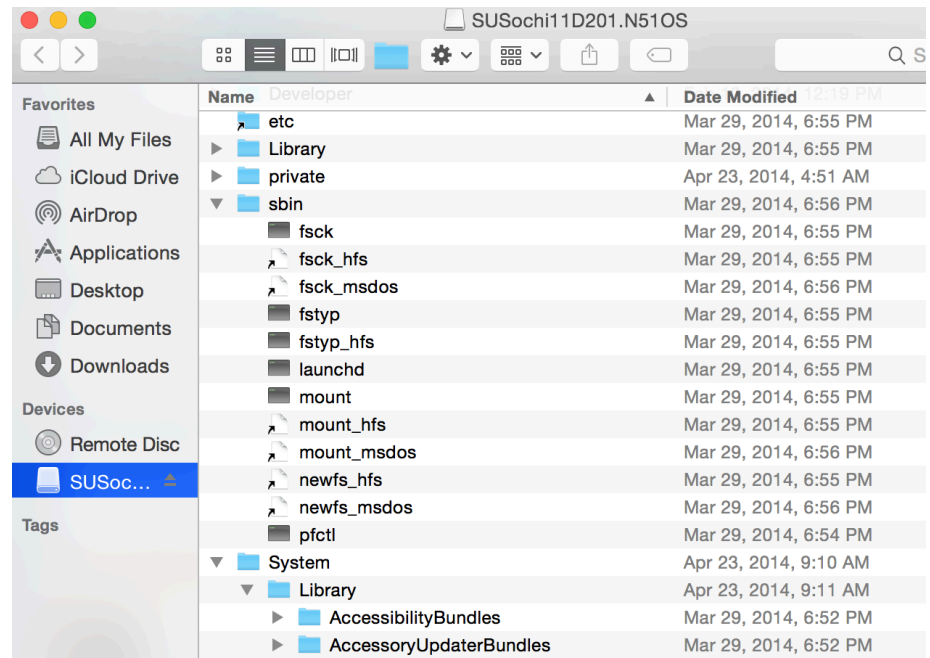 SUSochi11D201.N51OS
S
Favorites
All My Files
iCloud Drive
AirDrop
Applications
Desktop
Documents
Downloads
Devices
Remote Disc
SUSoc...
Tags
Name Developer Date Modified 12:19 PM
etc Mar 29, 2014, 6:55 PM
Library Mar 29, 2014, 6:55 PM
private Apr 23, 2014, 4:51 AM
sbin Mar 29, 2014, 6:56 PM
fsck Mar 29, 2014, 6:55 PM
fsck_hfs Mar 29, 2014, 6:55 PM
fsck_msdos Mar 29, 2014, 6:56 PM
fstyp Mar 29, 2014, 6:55 PM
fstyp_hfs Mar 29, 2014, 6:55 PM
launchd Mar 29, 2014, 6:55 PM
mount Mar 29, 2014, 6:55 PM
mount_hfs Mar 29, 2014, 6:55 PM
mount_msdos Mar 29, 2014, 6:56 PM
newfs_hfs Mar 29, 2014, 6:55 PM
newfs_msdos Mar 29, 2014, 6:56 PM
pfctl Mar 29, 2014, 6:54 PM
System Apr 23, 2014, 9:10 AM
Library Apr 23, 2014, 9:11 AM
AccessibilityBundles Mar 29, 2014, 6:52 PM
AccessoryUpdaterBundles Mar 29, 2014, 6:52 PM